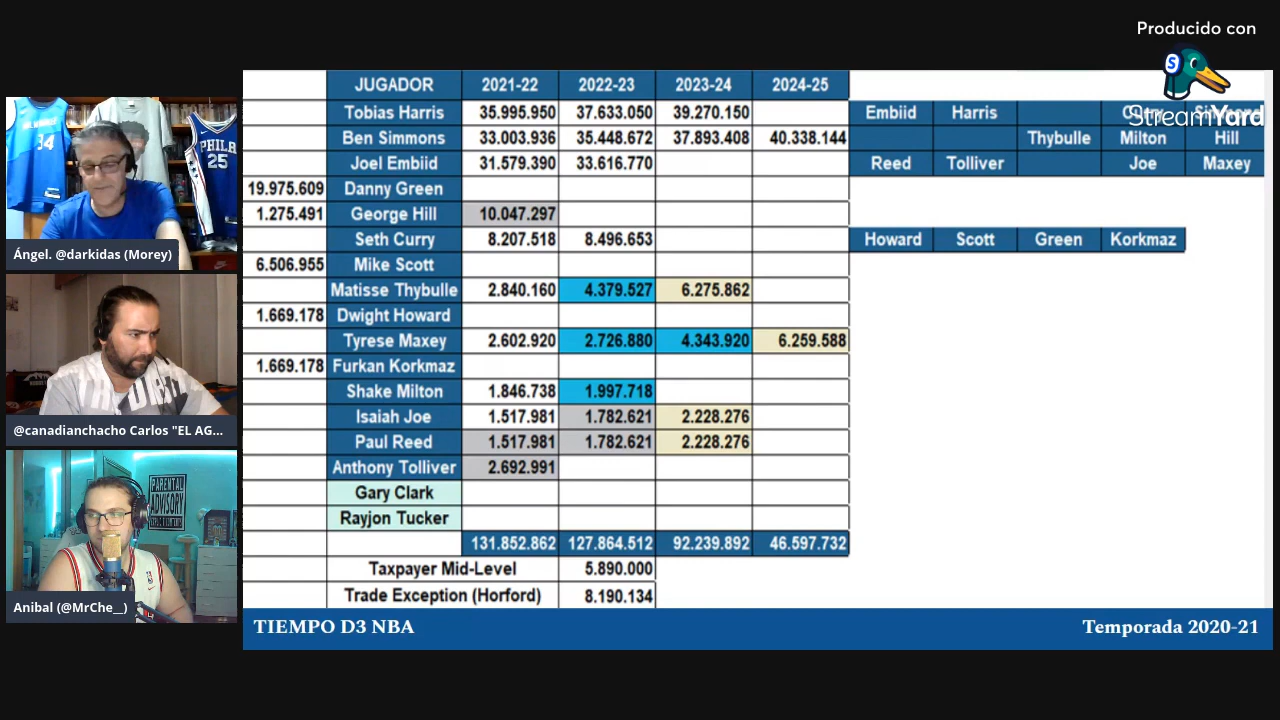 Producido con
StreamYard
JUGADOR 2021-22 2022-23 2023-24 2024-25
Tobias Harris 35.995.950 37.633.050 39.270.150 Embiid Harris
Ben Simmons 33.003.936 35.448.672 37.893.408 40.338.144 Thybulle Milton Hill
Joel Embiid 31.579.390 33.616.770 Reed Tolliver Joe Maxey
19.975.609 Danny Green
1.275.491 George Hill 10.047.297
Seth Curry 8.207.518 8.496.653 Howard Scott Green Korkmaz
6.506.955 Mike Scott
Matisse Thybulle 2.840.160 4.379.527 6.275.862
1.669.178 Dwight Howard
Tyrese Maxey 2.602.920 2.726.880 4.343.920 6.259.588
1.669.178 Furkan Korkmaz
Shake Milton 1.846.738 1.997.718
Isaiah Joe 1.517.981 1.782.621 2.228.276
Paul Reed 1.517.981 1.782.621 2.228.276
Anthony Tolliver 2.692.991
Gary Clark
Rayjon Tucker
131.852.862 127.864.512 92.239.892 46.597.732
Taxpayer Mid-Level 5.890.000
Trade Exception (Horford) 8.190.134
TIEMPO D3 NBA Temporada 2020-21
34
PHILA
25
Ángel. @darkidas (Morey)
@canadianchacho Carlos "EL AG...
PARENTAL
ADVISORY
Anibal (@MrChe__)